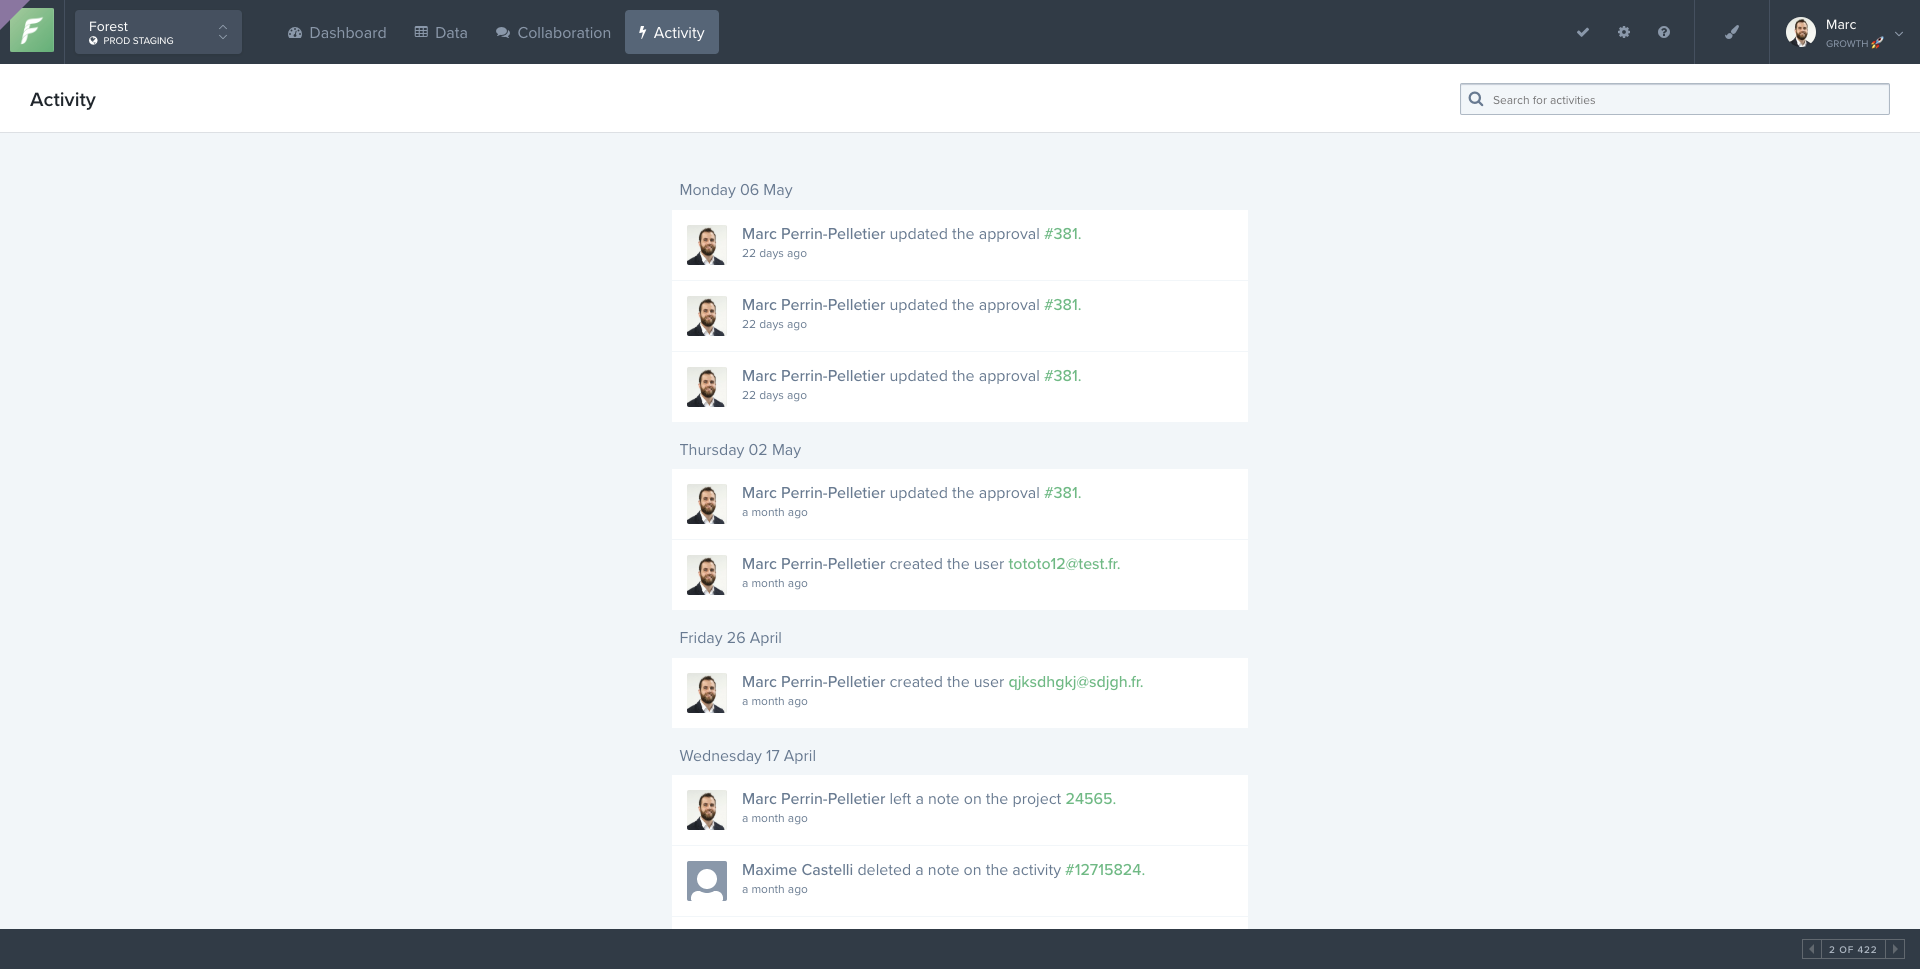 Forest
PROD STAGING
Dashboard
Data
Collaboration
Activity
Marc
GROWTH 🚀
Activity
Search for activities
Monday 06 May
Marc Perrin-Pelletier updated the approval #381.
22 days ago
Marc Perrin-Pelletier updated the approval #381.
22 days ago
Marc Perrin-Pelletier updated the approval #381.
22 days ago
Thursday 02 May
Marc Perrin-Pelletier updated the approval #381.
a month ago
Marc Perrin-Pelletier created the user tototo12@test.fr.
a month ago
Friday 26 April
Marc Perrin-Pelletier created the user qjksdhgkj@sdjgh.fr.
a month ago
Wednesday 17 April
Marc Perrin-Pelletier left a note on the project 24565.
a month ago
Maxime Castelli deleted a note on the activity #12715824.
a month ago
2 OF 422